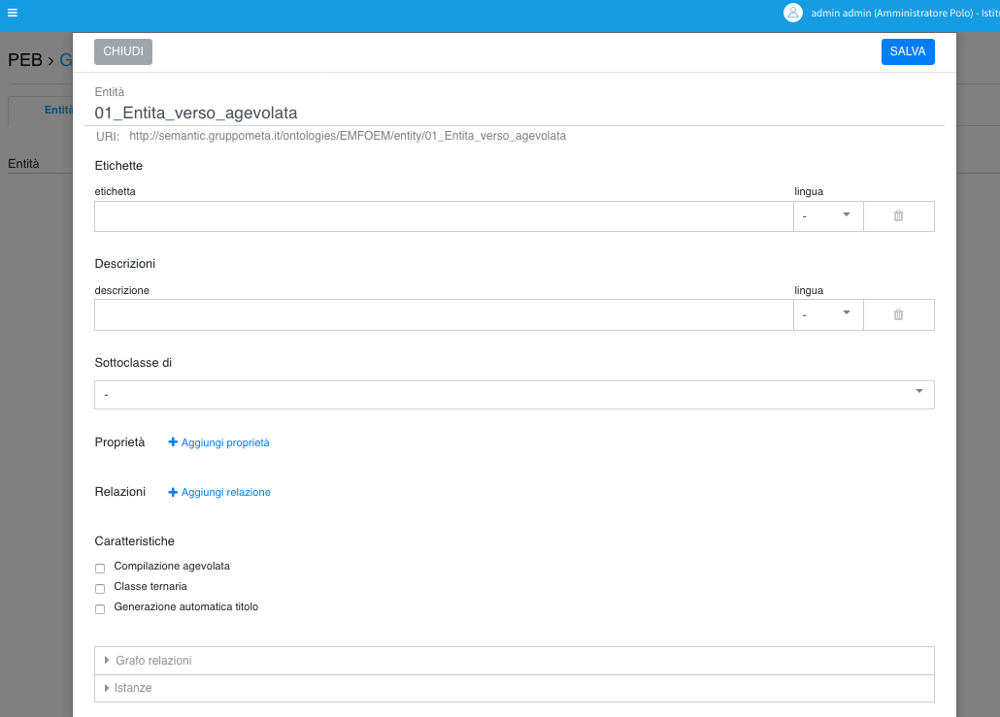 admin admin (Amministratore Polo) - Istit
PEB > G
CHIUDI
SALVA
Entità
Entità
Entità
01_Entita_verso_agevolata
URI: http://semantic.gruppometa.it/ontologies/EMFOEM/entity/01_Entita_verso_agevolata
Etichette
etichetta lingua
-
Descrizioni
descrizione lingua
-
Sottoclasse di
-
Proprietà + Aggiungi proprietà
Relazioni + Aggiungi relazione
Caratteristiche
Compilazione agevolata
Classe ternaria
Generazione automatica titolo
Grafo relazioni
Istanze